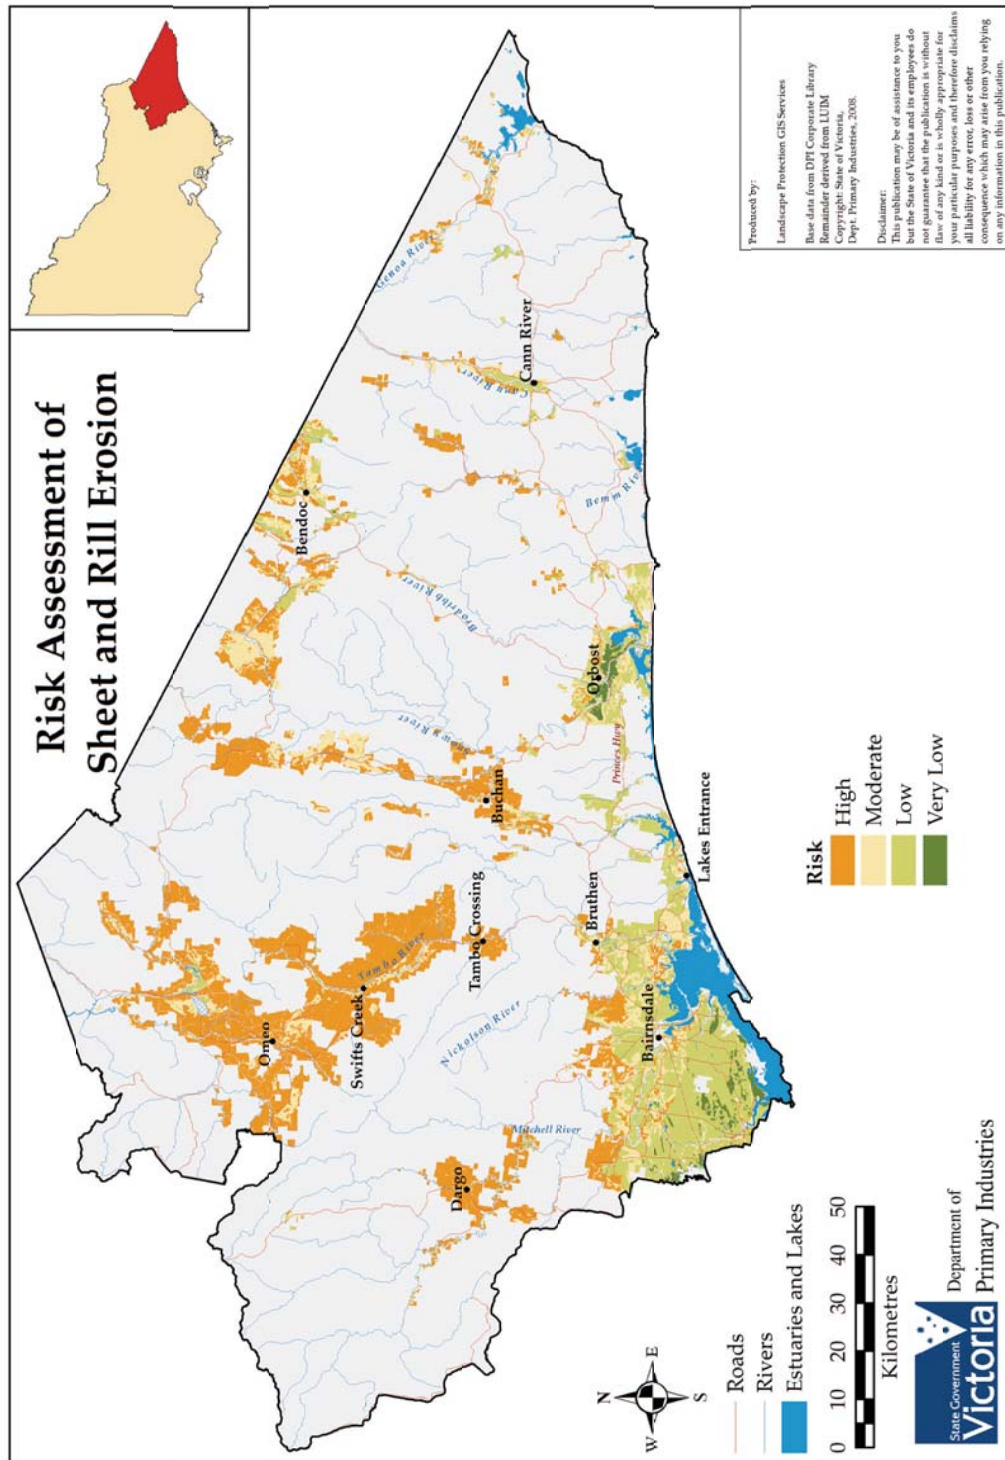 Risk Assessment of
Sheet and Rill Erosion
Genoa River
Cann River
Cann River
Bendoc
Bemm River
Brodribb River
Snowy River
Orbost
Princes Hwy
Buchan
Lakes Entrance
Tambo Crossing
Bruthen
Tambo River
Swifts Creek
Omeo
Nicholson River
Bairnsdale
Mitchell River
Dargo
Risk
High
Moderate
Low
Very Low
N
W
E
S
Roads
Rivers
Estuaries and Lakes
0 10 20 30 40 50
Kilometres
State Government
Victoria
Department of
Primary Industries
Produced by:
Landscape Protection GIS Services
Base data from DPI Corporate Library
Remainder derived from LUIM
Copyright: State of Victoria,
Dept. Primary Industries, 2008.
Disclaimer:
This publication may be of assistance to you
but the State of Victoria and its employees do
not guarantee that the publication is without
flaw of any kind or is wholly appropriate for
your particular purposes and therefore disclaims
all liability for any error, loss or other
consequence which may arise from you relying
on any information in this publication.